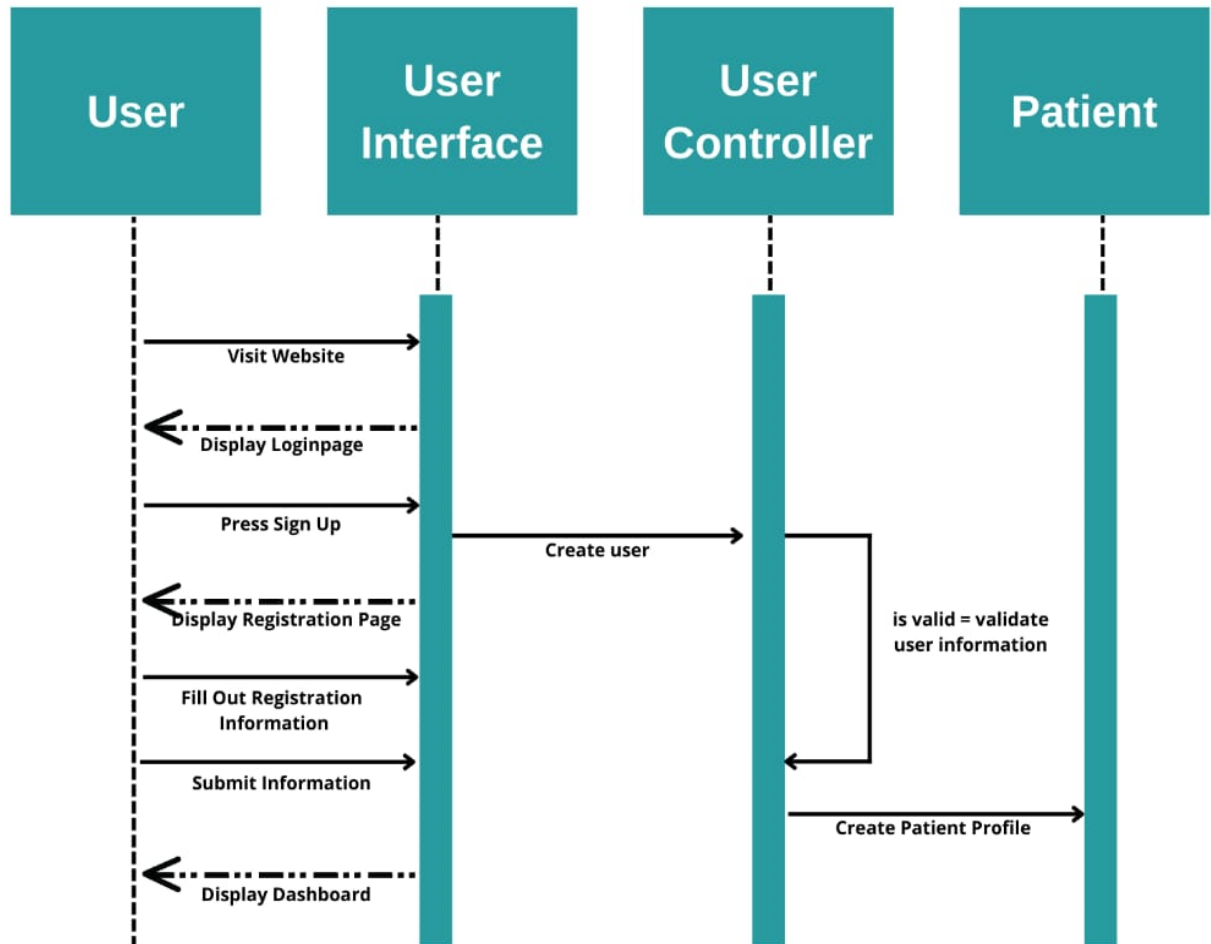 User
User
Interface
User
Controller
Patient
Visit Website
Display Loginpage
Press Sign Up
Create user
Display Registration Page
is valid = validate
user information
Fill Out Registration
Information
Submit Information
Create Patient Profile
Display Dashboard